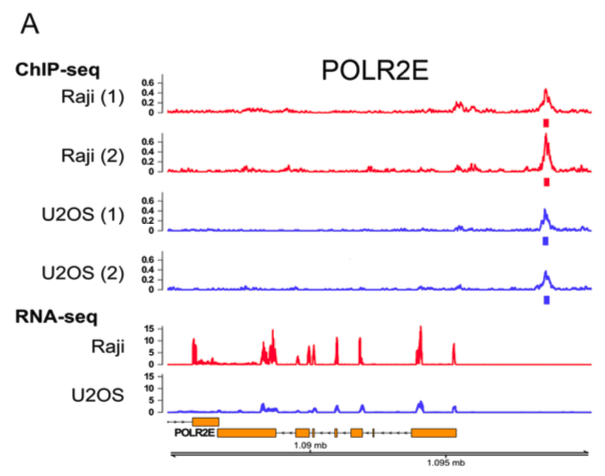 A
ChIP-seq
POLR2E
Raji (1)
0.6
0.4
0.2
0
Raji (2)
0.6
0.4
0.2
0
U2OS (1)
0.6
0.4
0.2
0
U2OS (2)
0.6
0.4
0.2
0
RNA-seq
Raji
15
10
5
0
U2OS
15
10
5
0
POLR2E
1.09 mb
1.095 mb